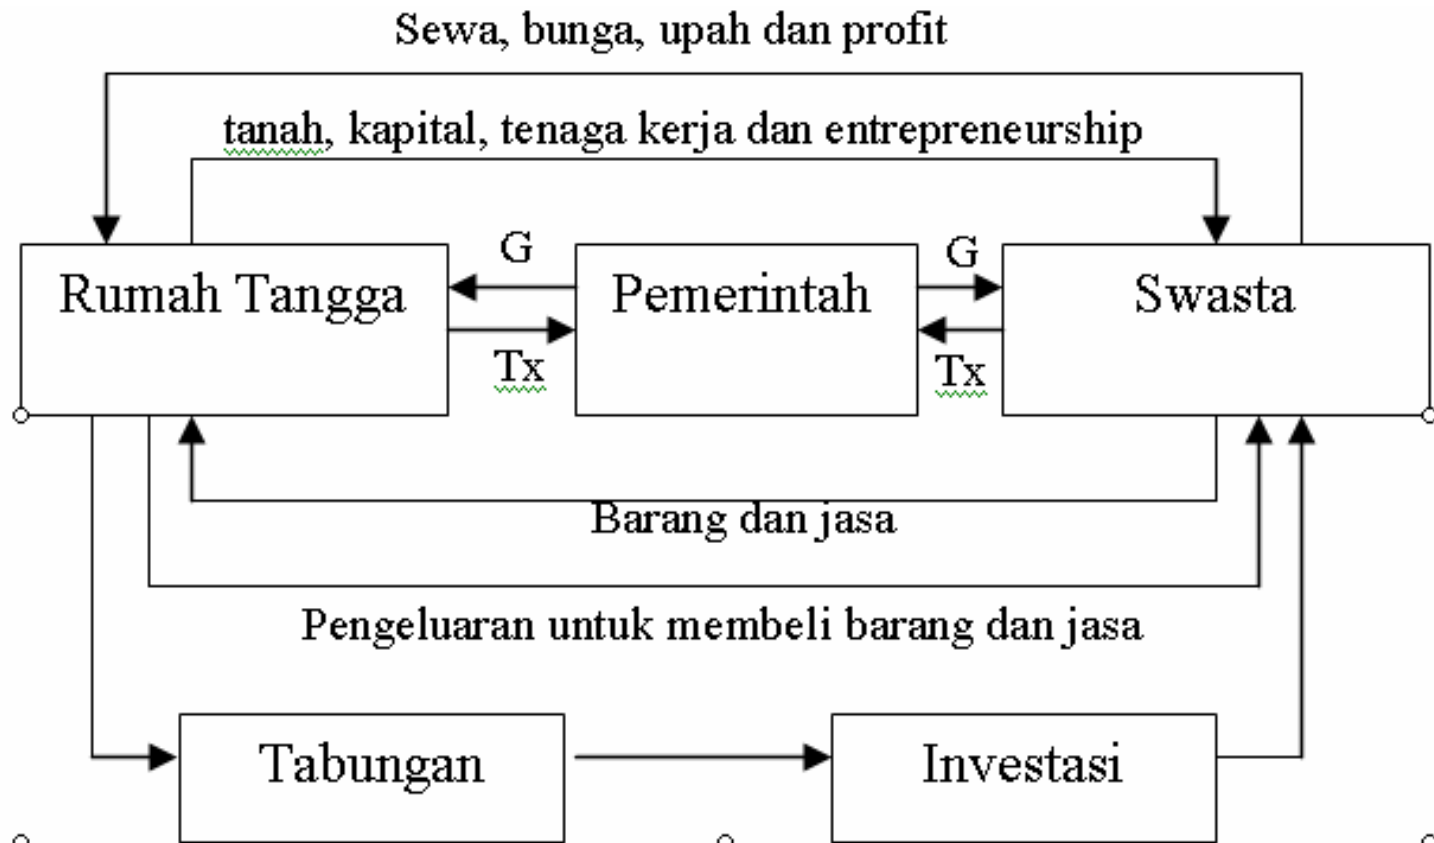 Sewa, bunga, upah dan profit
tanah, kapital, tenaga kerja dan entrepreneurship
G
G
Rumah Tangga
Pemerintah
Swasta
Tx
Tx
Barang dan jasa
Pengeluaran untuk membeli barang dan jasa
Tabungan
Investasi